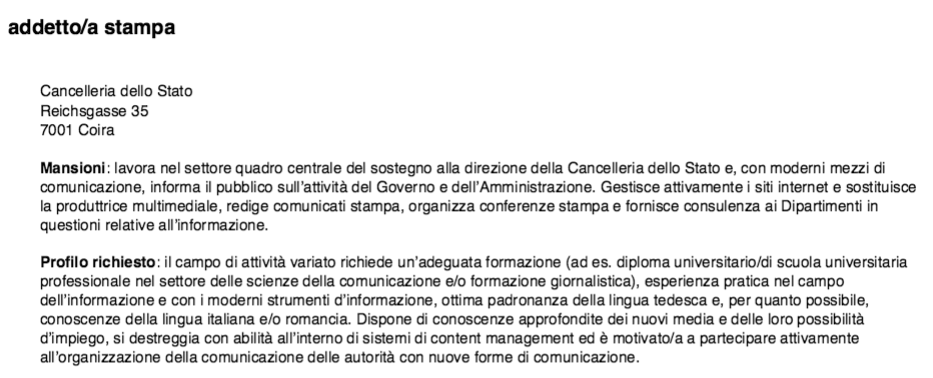 addetto/a stampa
Cancelleria dello Stato
Reichsgasse 35
7001 Coira
Mansioni: lavora nel settore quadro centrale del sostegno alla direzione della Cancelleria dello Stato e, con moderni mezzi di
comunicazione, informa il pubblico sull'attività del Governo e dell'Amministrazione. Gestisce attivamente i siti internet e sostituisce
la produttrice multimediale, redige comunicati stampa, organizza conferenze stampa e fornisce consulenza ai Dipartimenti in
questioni relative all'informazione.
Profilo richiesto: il campo di attività variato richiede un'adeguata formazione (ad es. diploma universitario/di scuola universitaria
professionale nel settore delle scienze della comunicazione e/o formazione giornalistica), esperienza pratica nel campo
dell'informazione e con i moderni strumenti d'informazione, ottima padronanza della lingua tedesca e, per quanto possibile,
conoscenze della lingua italiana e/o romancia. Dispone di conoscenze approfondite dei nuovi media e delle loro possibilità
d'impiego, si destreggia con abilità all'interno di sistemi di content management ed è motivato/a a partecipare attivamente
all'organizzazione della comunicazione delle autorità con nuove forme di comunicazione.